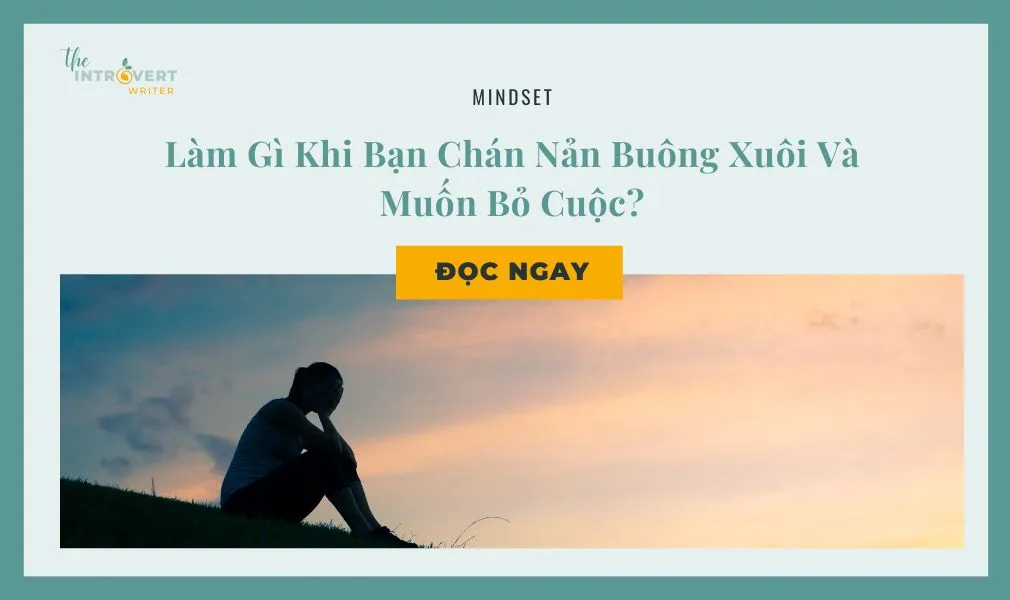 the
INTROVERT
WRITER
MINDSET
Làm Gì Khi Bạn Chán Nản Buông Xuôi Và
Muốn Bỏ Cuộc?
ĐỌC NGAY